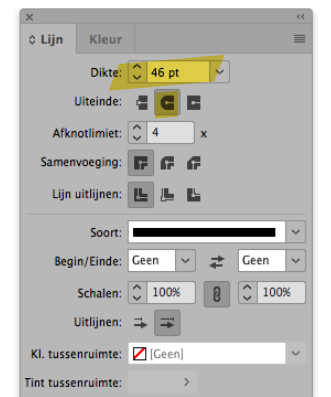 Lijn Kleur
Dikte: 46 pt
Uiteinde:
Afknotlimiet: 4 x
Samenvoeging:
Lijn uitlijnen:
Soort:
Begin/Einde: Geen Geen
Schalen: 100% 100%
Uitlijnen:
Kl. tussenruimte: [Geen]
Tint tussenruimte: